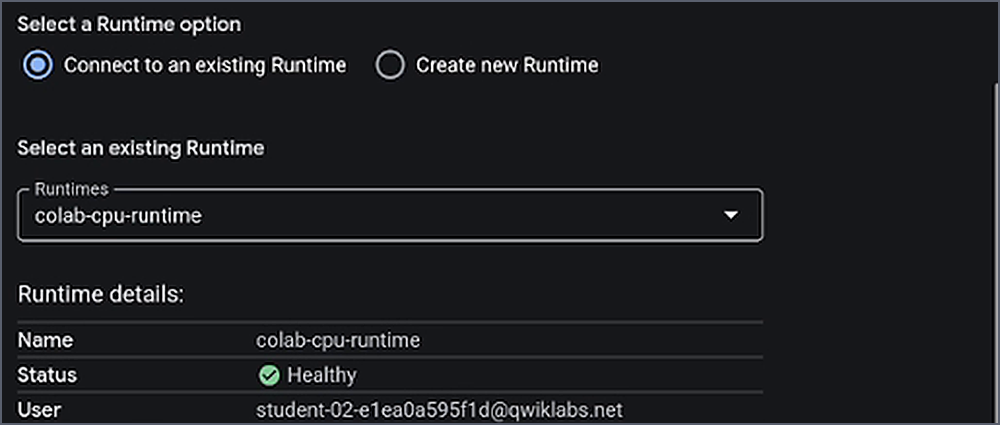 Select a Runtime option
Connect to an existing Runtime Create new Runtime
Select an existing Runtime
Runtimes
colab-cpu-runtime
Runtime details:
Name colab-cpu-runtime
Status Healthy
User student-02-e1ea0a595f1d@qwiklabs.net